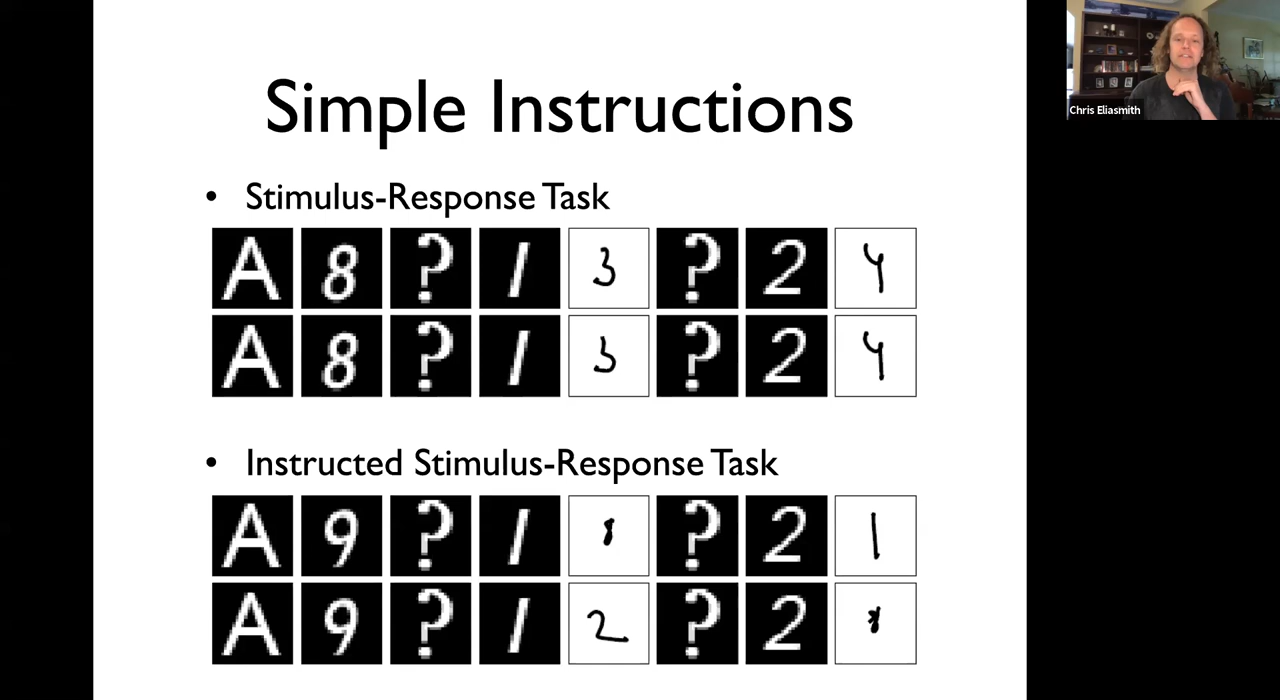 Simple Instructions
• Stimulus-Response Task
A 8 ? 1 3 ? 2 4
A 8 ? 1 3 ? 2 4
• Instructed Stimulus-Response Task
A 9 ? 1 ? 2 1
A 9 ? 1 2 ? 2
Chris Eliasmith